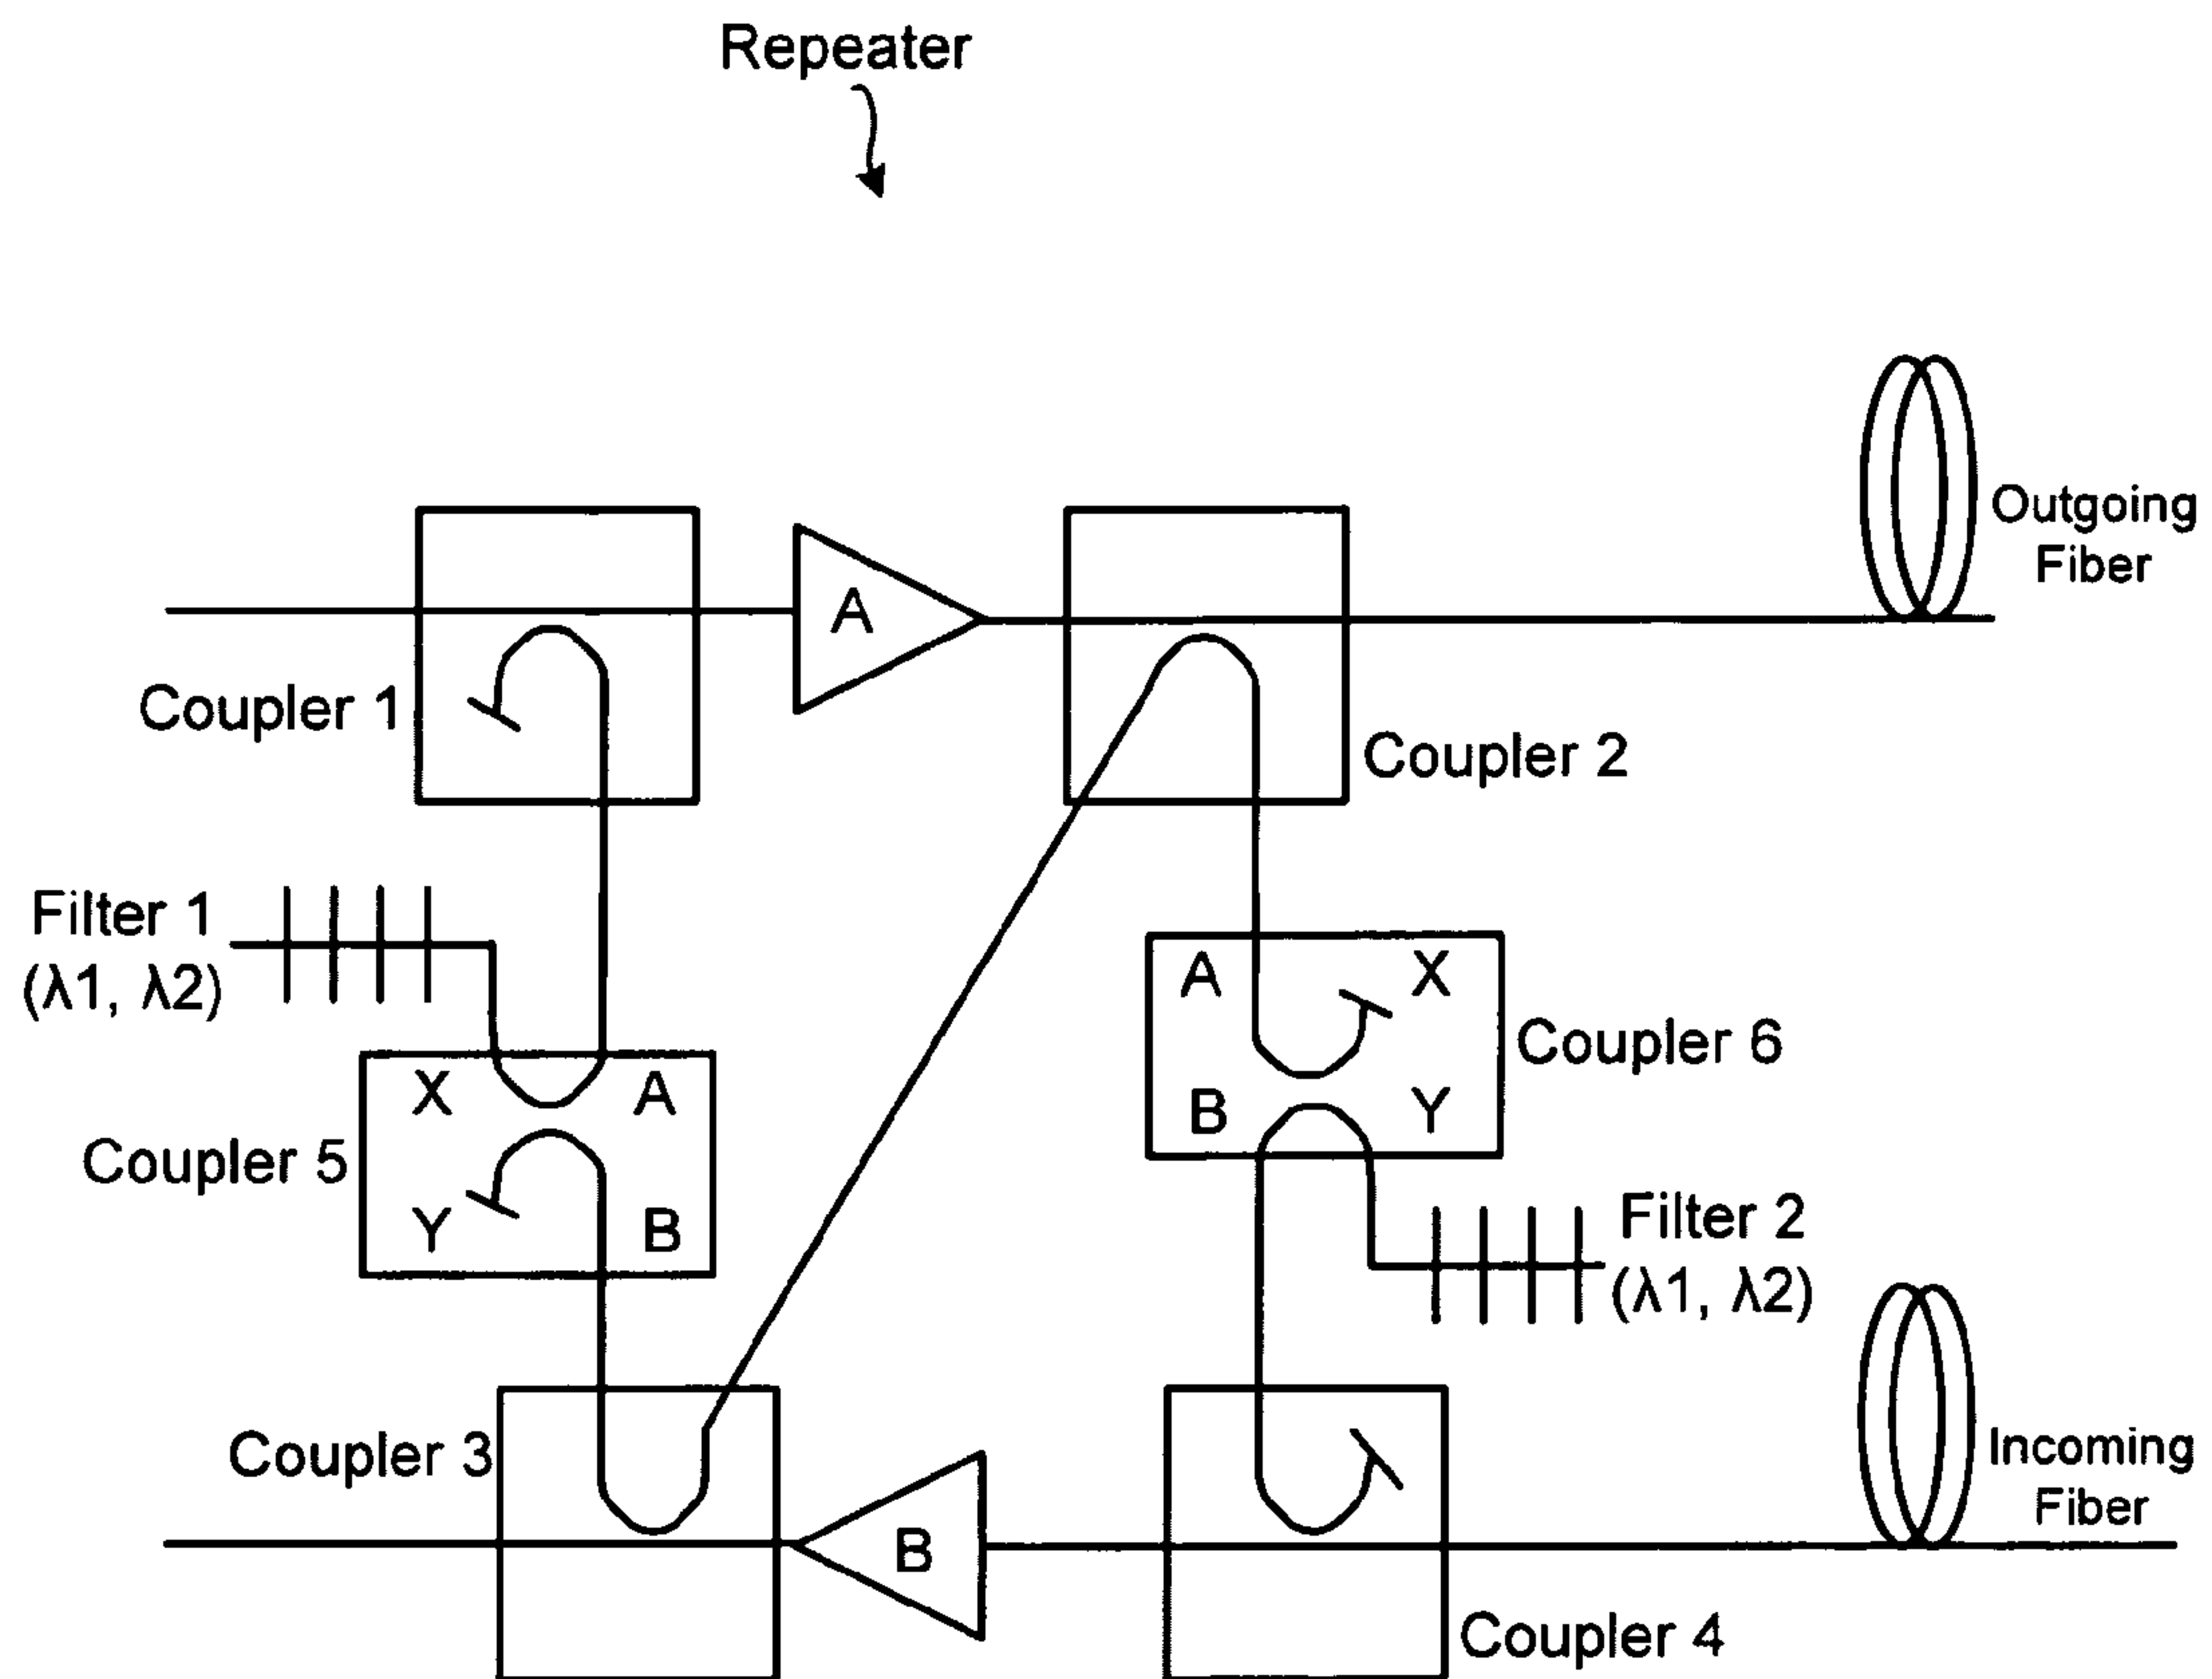 Repeater
Outgoing
Fiber
A
Coupler 1
Coupler 2
Filter 1
(λ1, λ2)
A
X
Coupler 6
B
Y
X
A
Coupler 5
Y
B
Filter 2
(λ1, λ2)
Coupler 3
B
Incoming
Fiber
Coupler 4